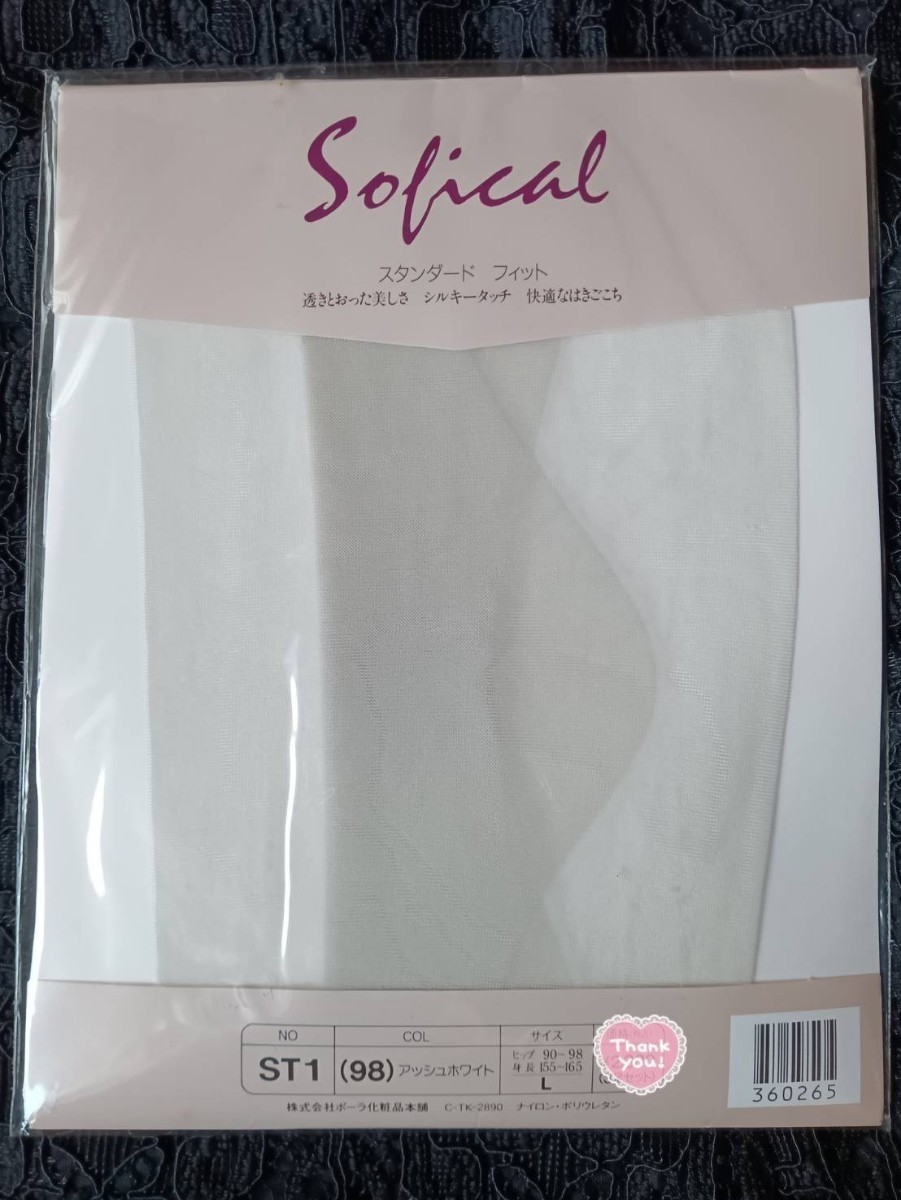 Sofical
スタンダード フィット
透きとおった美しさ シルキータッチ 快適なはきごこち
NO COL サイズ
ST1 (98) アッシュホワイト ヒップ 90-98
身長 155-165
L
Thank
you!
360265
株式会社ポーラ化粧品本舗 C-TK-2890 ナイロン・ポリウレタン